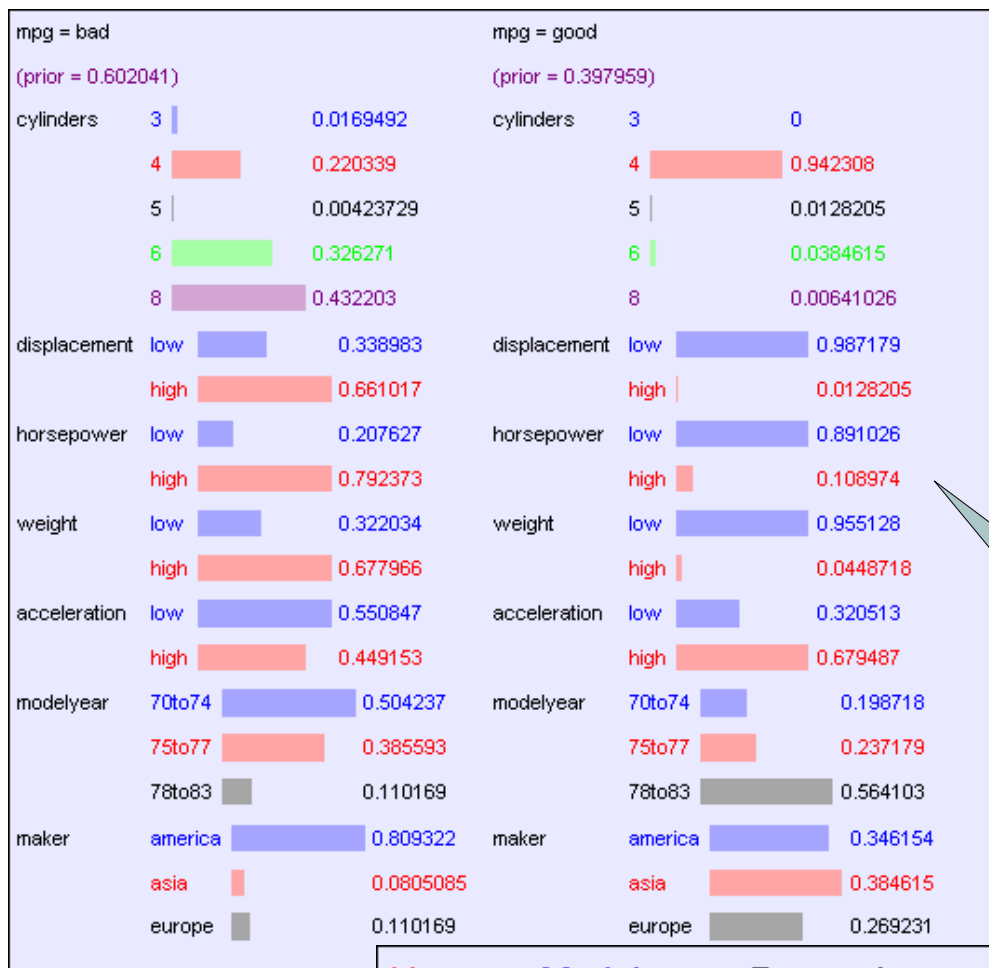 mpg = bad mpg = good
(prior = 0.602041) (prior = 0.397959)
cylinders 3 0.0169492 cylinders 3 0
4 0.220339 4 0.942308
5 0.00423729 5 0.0128205
6 0.326271 6 0.0384615
8 0.432203 8 0.00641026
displacement low 0.338983 displacement low 0.987179
high 0.661017 high 0.0128205
horsepower low 0.207627 horsepower low 0.891026
high 0.792373 high 0.108974
weight low 0.322034 weight low 0.955128
high 0.677966 high 0.0448718
acceleration low 0.550847 acceleration low 0.320513
high 0.449153 high 0.679487
modelyear 70to74 0.504237 modelyear 70to74 0.198718
75to77 0.385593 75to77 0.237179
78to83 0.110169 78to83 0.564103
maker america 0.809322 maker america 0.346154
asia 0.0805085 asia 0.384615
europe 0.110169 europe 0.269231